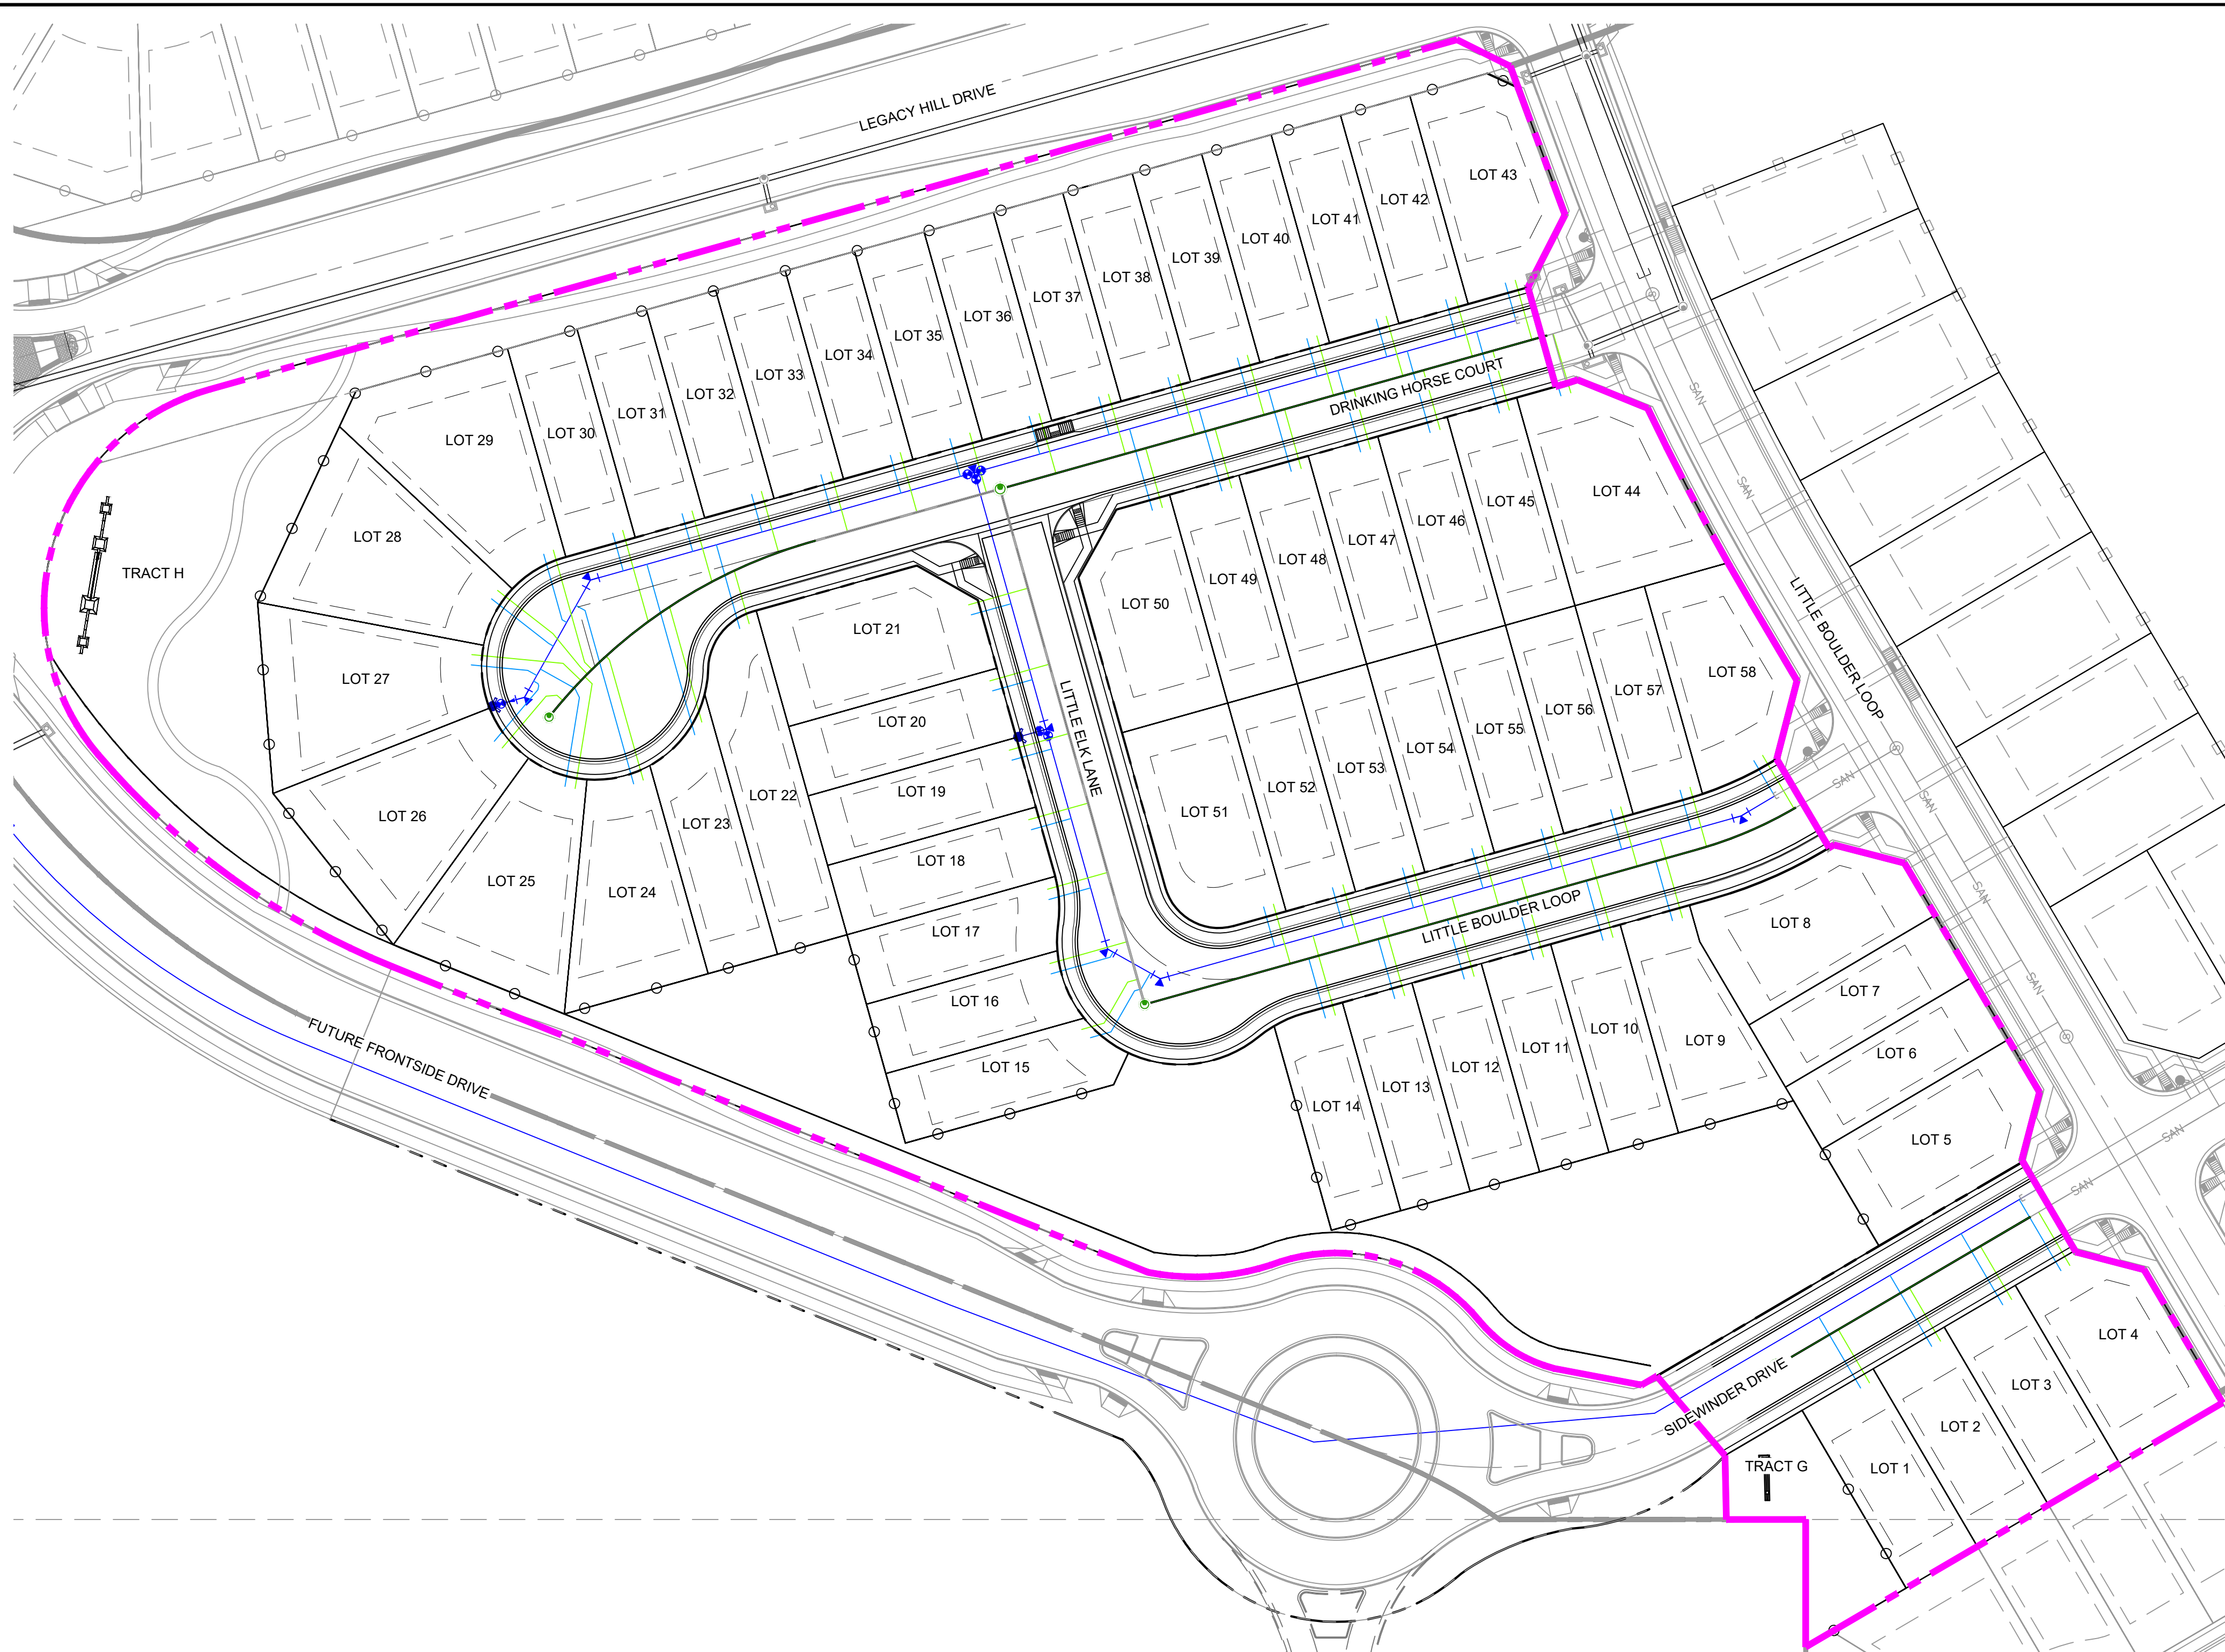 LEGACY HILL DRIVE
LOT 43
LOT 42
LOT 41
LOT 40
LOT 39
LOT 38
LOT 37
LOT 36
LOT 35
LOT 34
LOT 33
LOT 32
LOT 31
LOT 30
LOT 29
DRINKING HORSE COURT
SAN
SAN
LOT 28
TRACT H
LOT 27
LOT 26
LOT 25
LOT 24
LOT 23
LOT 22
LOT 21
LOT 20
LOT 19
LOT 18
LOT 17
LOT 16
LOT 15
LITTLE ELK LANE
LOT 44
LOT 45
LOT 46
LOT 47
LOT 48
LOT 49
LOT 50
LOT 51
LOT 52
LOT 53
LOT 54
LOT 55
LOT 56
LOT 57
LOT 58
LITTLE BOULDER LOOP
S
S
SAN
SAN
SAN
SAN
S
SAN
SAN
LITTLE BOULDER LOOP
LOT 8
LOT 7
LOT 6
LOT 5
LOT 9
LOT 10
LOT 11
LOT 12
LOT 13
LOT 14
FUTURE FRONTSIDE DRIVE
SIDEWINDER DRIVE
TRACT G
LOT 1
LOT 2
LOT 3
LOT 4